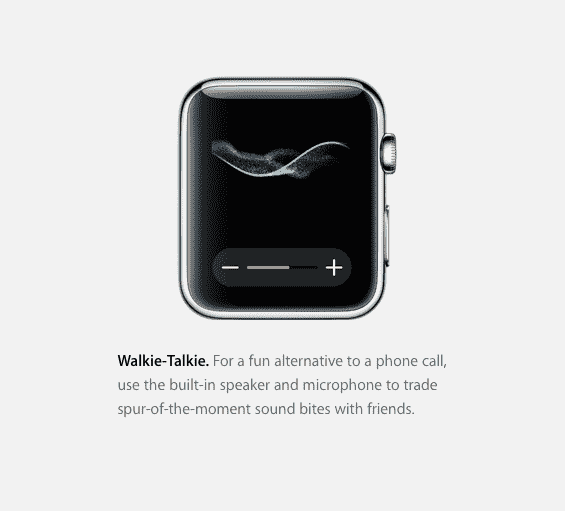 Walkie-Talkie. For a fun alternative to a phone call,
use the built-in speaker and microphone to trade
spur-of-the-moment sound bites with friends.